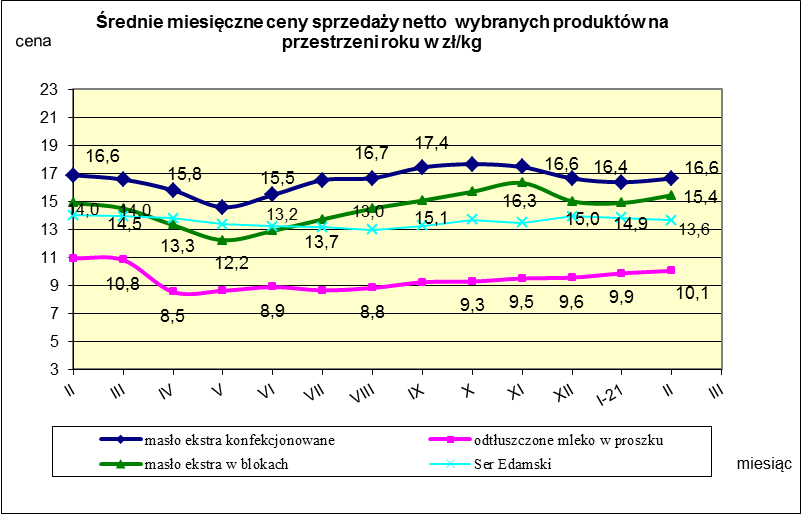 Średnie miesięczne ceny sprzedaży netto wybranych produktów na
przestrzeni roku w zł/kg
cena
23
21
19
17
15
13
11
9
7
5
3
16,6
15,8
15,5
16,7
17,4
16,6
16,4
16,6
14,0
14,5
14,0
13,3
12,2
13,2
13,7
13,0
15,1
16,3
15,0
14,9
15,4
13,6
10,8
8,5
8,9
8,8
9,3
9,5
9,6
9,9
10,1
II
III
IV
V
VI
VII
VIII
IX
X
XI
XII
I-21
II
III
masło ekstra konfekcjonowane
odtłuszczone mleko w proszku
masło ekstra w blokach
Ser Edamski
miesiąc